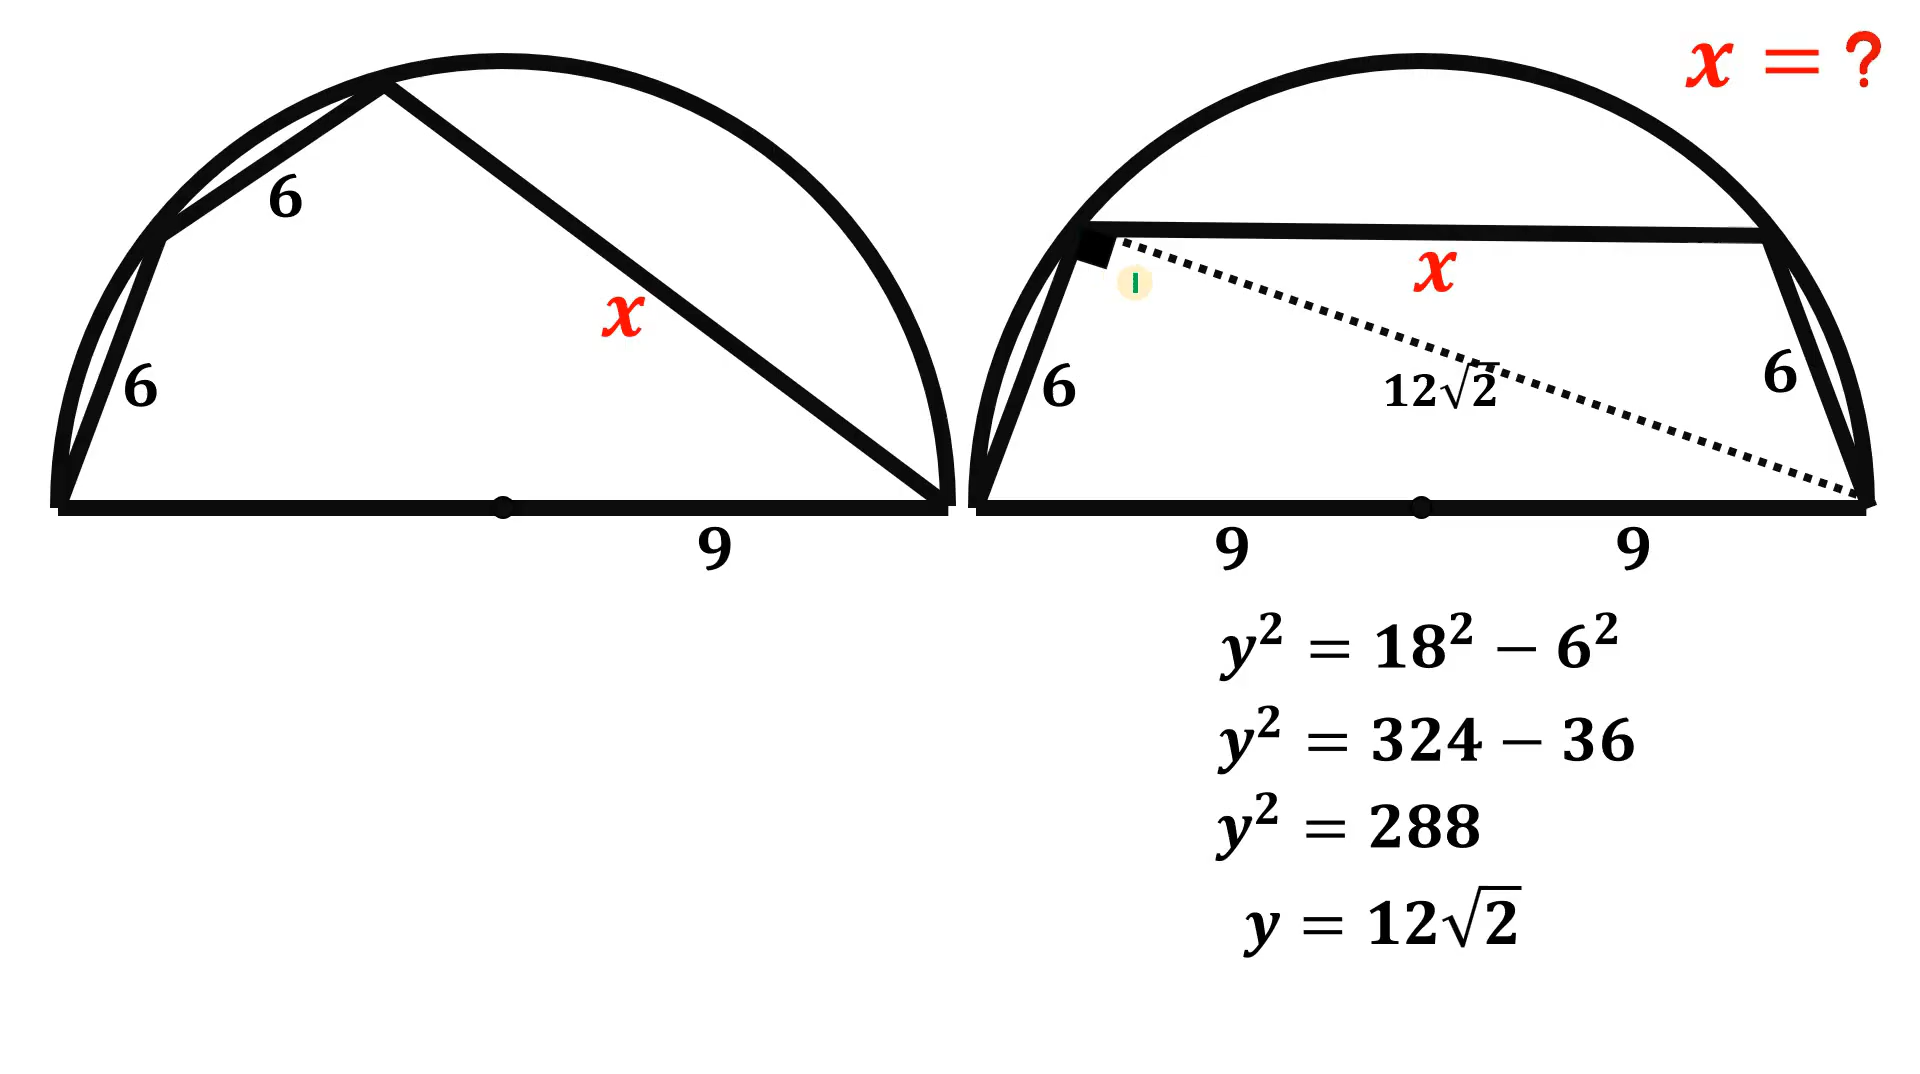 x = ?
6
6
x
9
6
x
12√2
6
9
9
y² = 18² − 6²
y² = 324 − 36
y² = 288
y = 12√2